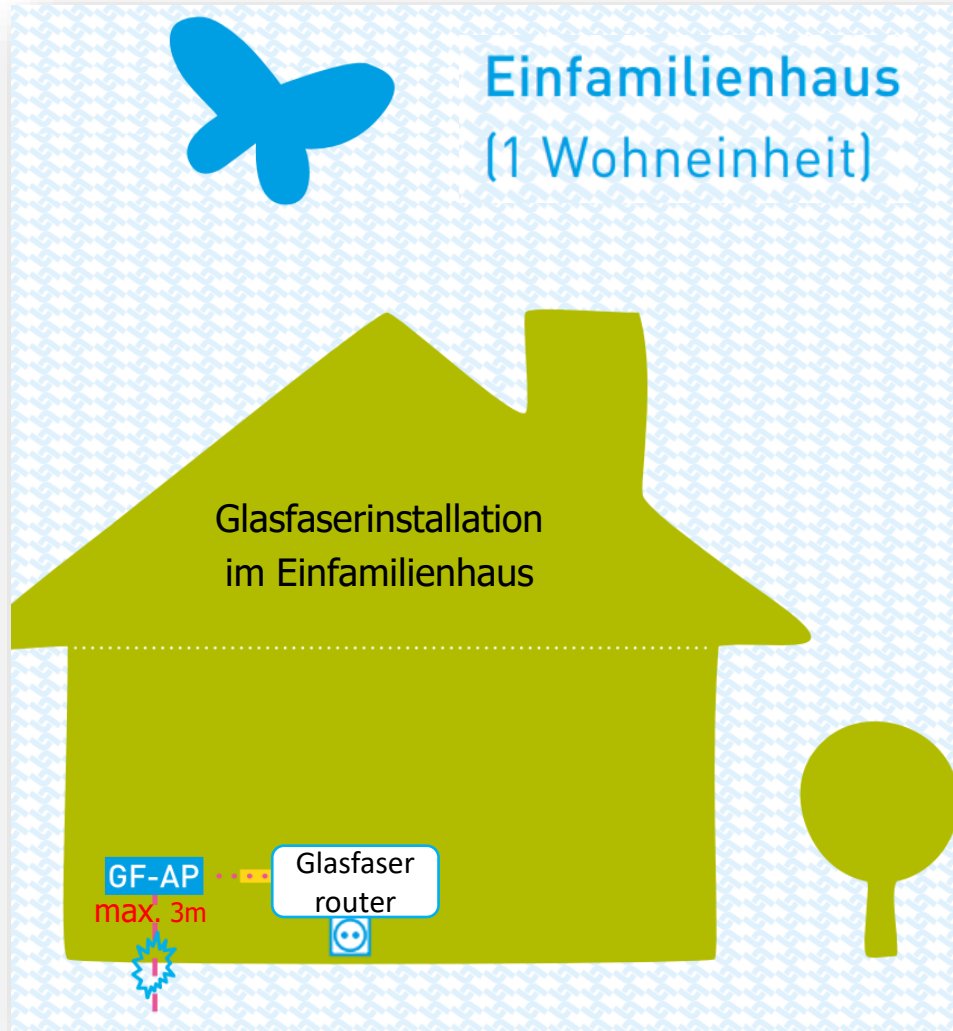 Einfamilienhaus
(1 Wohneinheit)
Glasfaserinstallation
im Einfamilienhaus
GF-AP
max. 3m
Glasfaser
router